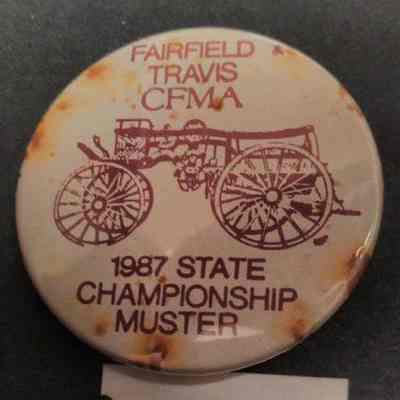 FAIRFIELD &
TRAVIS
CFMA
1987 STATE
CHAMPIONSHIP
MUSTER